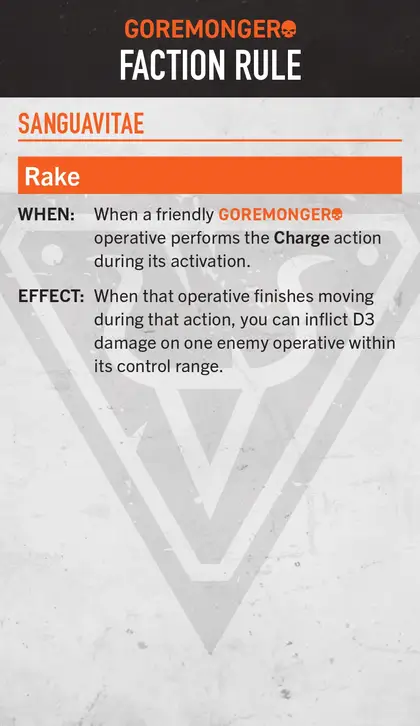 GOREMONGER
FACTION RULE
SANGUAVITAE
Rake
WHEN: When a friendly GOREMONGER
operative performs the Charge action
during its activation.
EFFECT: When that operative finishes moving
during that action, you can inflict D3
damage on one enemy operative within
its control range.